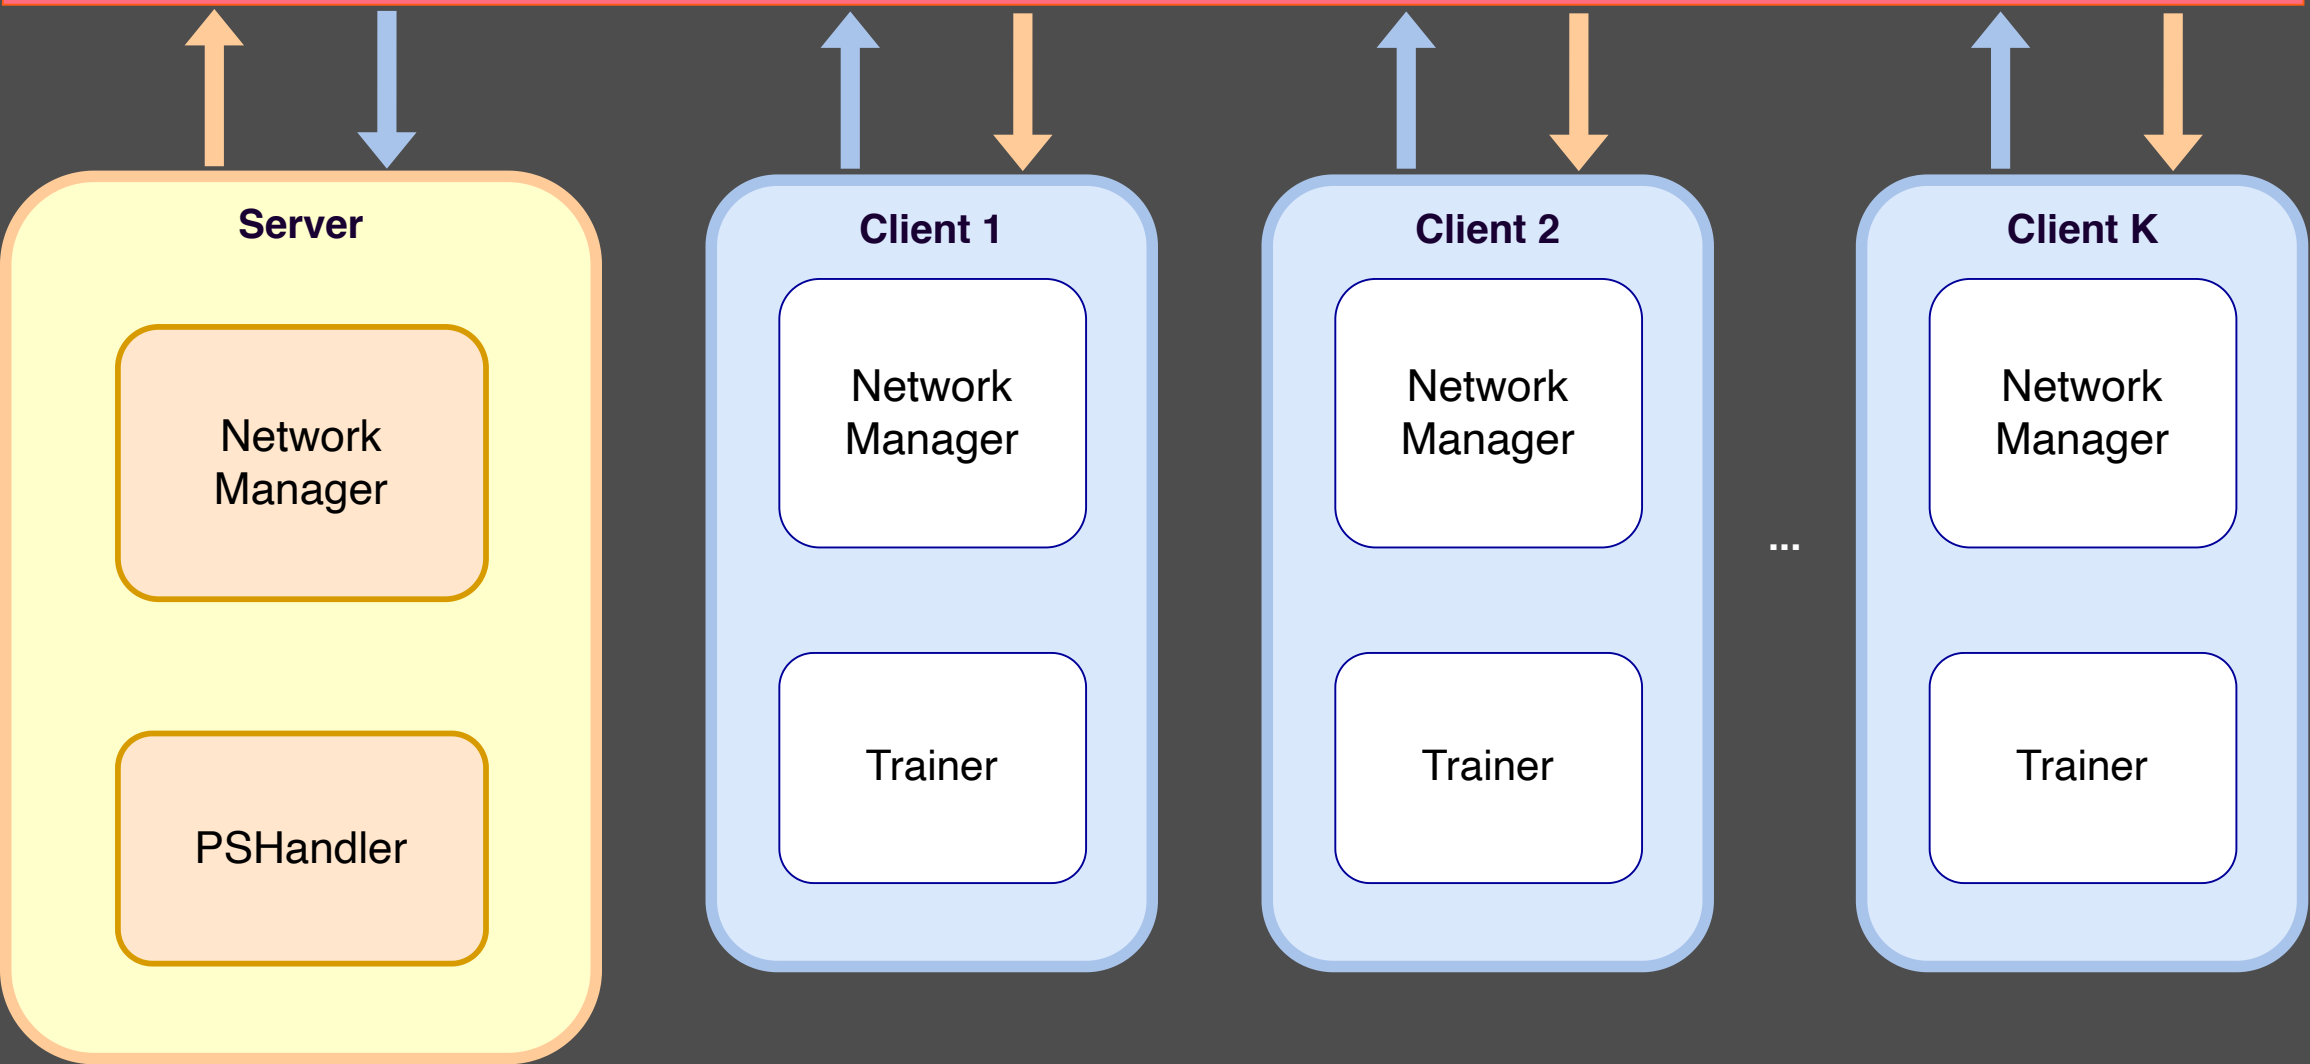 Server
Network
Manager
PSHandler
Client 1
Network
Manager
Trainer
Client 2
Network
Manager
Trainer
...
Client K
Network
Manager
Trainer